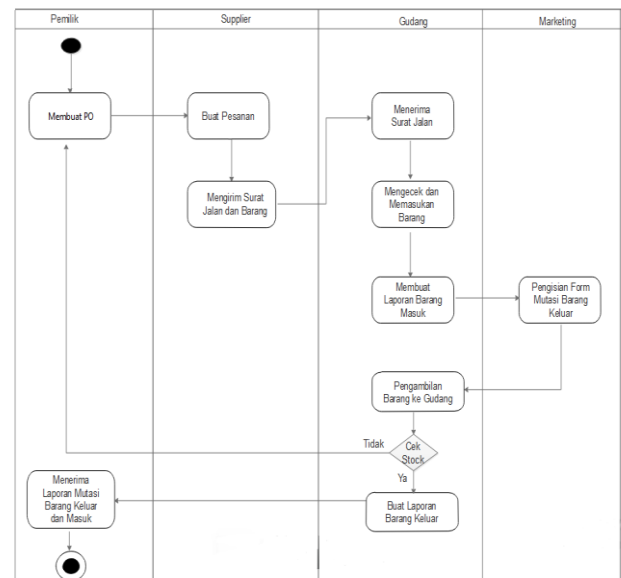 Pemilik
Supplier
Gudang
Marketing
Membuat PO
Buat Pesanan
Menerima
Surat Jalan
Mengirim Surat
Jalan dan Barang
Mengecek dan
Memasukan
Barang
Membuat
Laporan Barang
Masuk
Pengisian Form
Mutasi Barang
Keluar
Pengambilan
Barang ke Gudang
Tidak
Cek
Stock
Ya
Menerima
Laporan Mutasi
Barang Keluar
dan Masuk
Buat Laporan
Barang Keluar